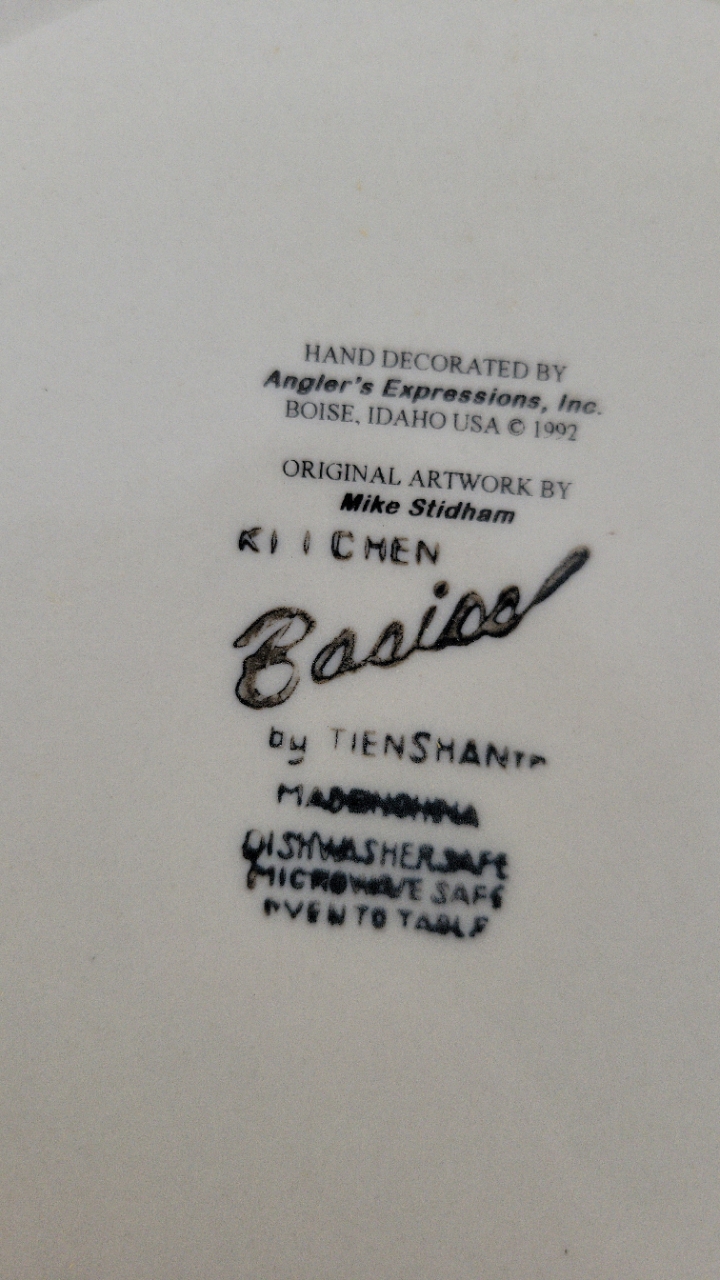 HAND DECORATED BY
Angler's Expressions, Inc.
BOISE, IDAHO USA © 1992
ORIGINAL ARTWORK BY
Mike Stidham
KITCHEN
Basics
by TIENSHAN
MADE IN CHINA
DISHWASHER SAFE
MICROWAVE SAFE
OVEN TO TABLE